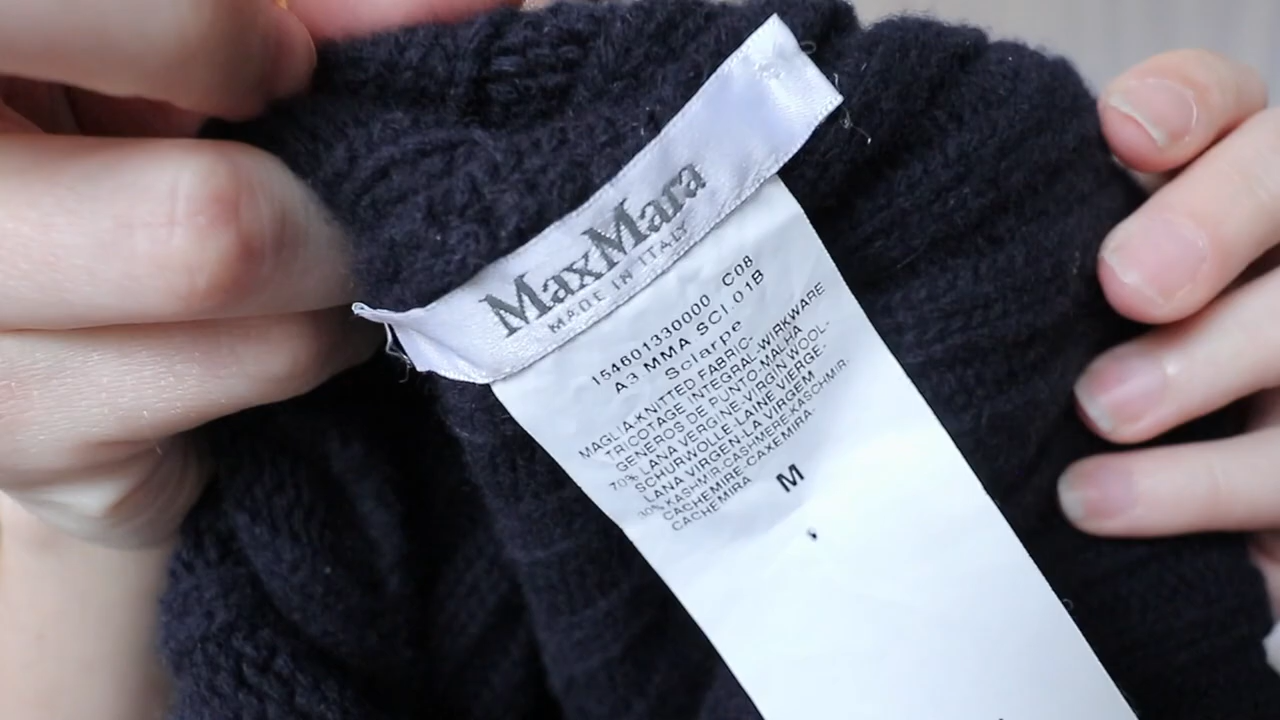 MaxMara
MADE IN ITALY
15460133000 C08
A3 MMA SCI.01B
Sciarpe
MAGLIA-KNITTED FABRIC-
TRICOTAGE INTEGRAL-WIRKWARE
GENEROS DE PUNTO-MALHA
70% LANA VERGINE-VIRGIN WOOL-
SCHURWOLLE-LAINE VIERGE-
LANA VIRGEN-LA VIRGEM
30% KASHMIR-CASHMERE-KASCHMIR-
CACHEMIRE-CAXEMIRA-
CACHEMIRA
M